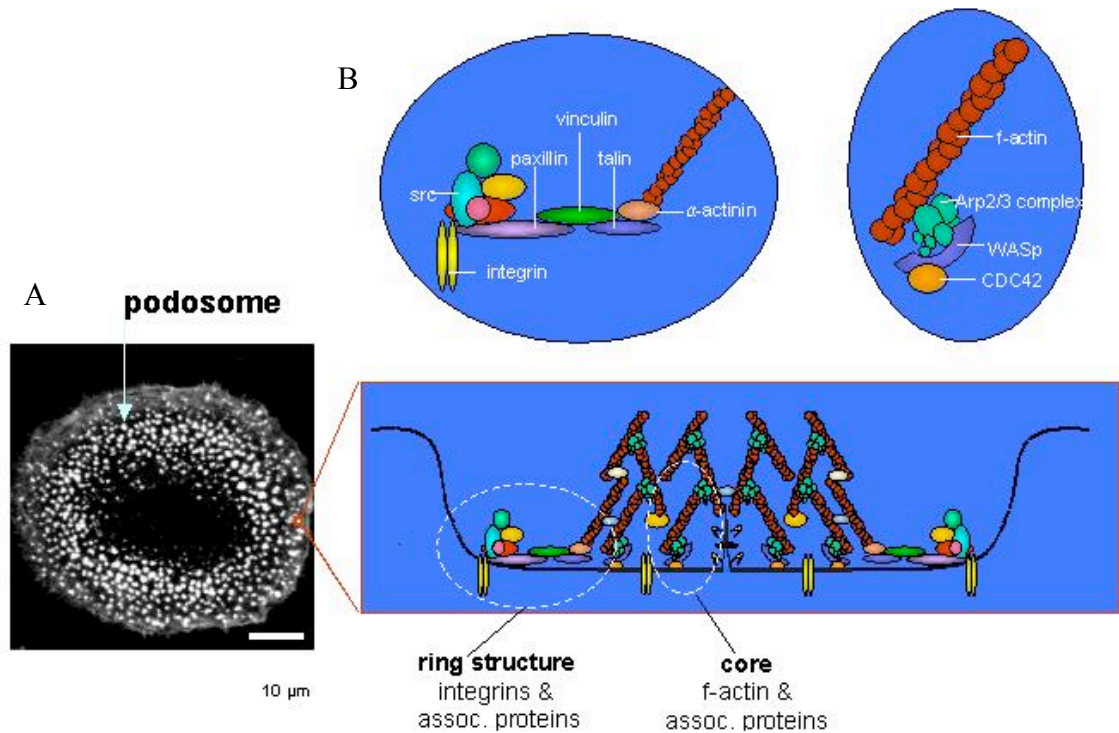 B
vinculin
paxillin
talin
src
α-actinin
integrin
f-actin
Arp2/3 complex
WASp
CDC42
A
podosome
10 µm
ring structure
integrins &
assoc. proteins
core
f-actin &
assoc. proteins